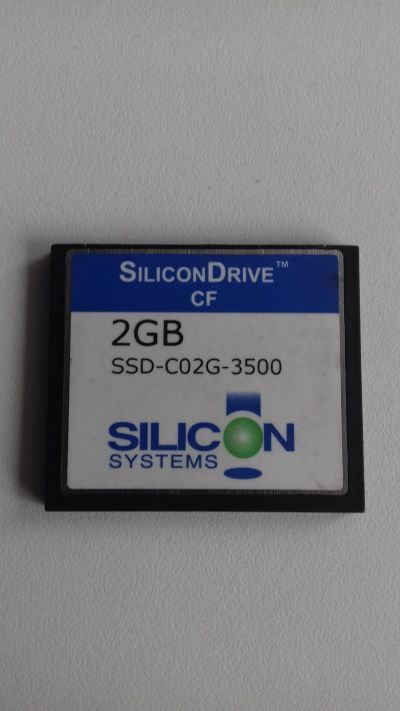 SILICONDRIVE™
CF
2GB
SSD-C02G-3500
SILICON
SYSTEMS